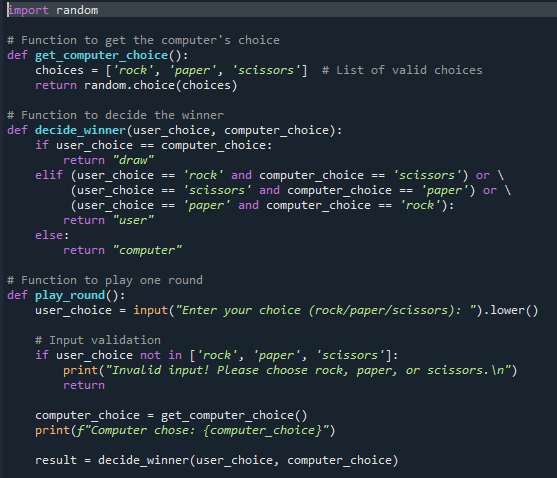 import random

# Function to get the computer's choice
def get_computer_choice():
    choices = ['rock', 'paper', 'scissors']  # List of valid choices
    return random.choice(choices)

# Function to decide the winner
def decide_winner(user_choice, computer_choice):
    if user_choice == computer_choice:
        return "draw"
    elif (user_choice == 'rock' and computer_choice == 'scissors') or \
         (user_choice == 'scissors' and computer_choice == 'paper') or \
         (user_choice == 'paper' and computer_choice == 'rock'):
        return "user"
    else:
        return "computer"

# Function to play one round
def play_round():
    user_choice = input("Enter your choice (rock/paper/scissors): ").lower()

    # Input validation
    if user_choice not in ['rock', 'paper', 'scissors']:
        print("Invalid input! Please choose rock, paper, or scissors.\n")
        return

    computer_choice = get_computer_choice()
    print(f"Computer chose: {computer_choice}")

    result = decide_winner(user_choice, computer_choice)